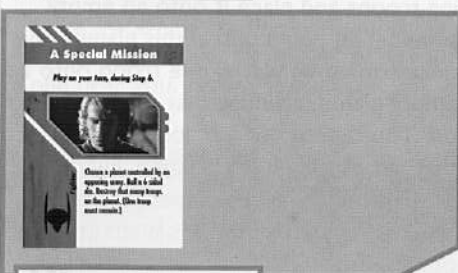 A Special Mission
Play on your turn, during Step 6.
Choose a planet controlled by an
opposing army. Roll a 6-sided
die. Destroy that many troops
on the planet. (One troop
must remain.)
Fighter